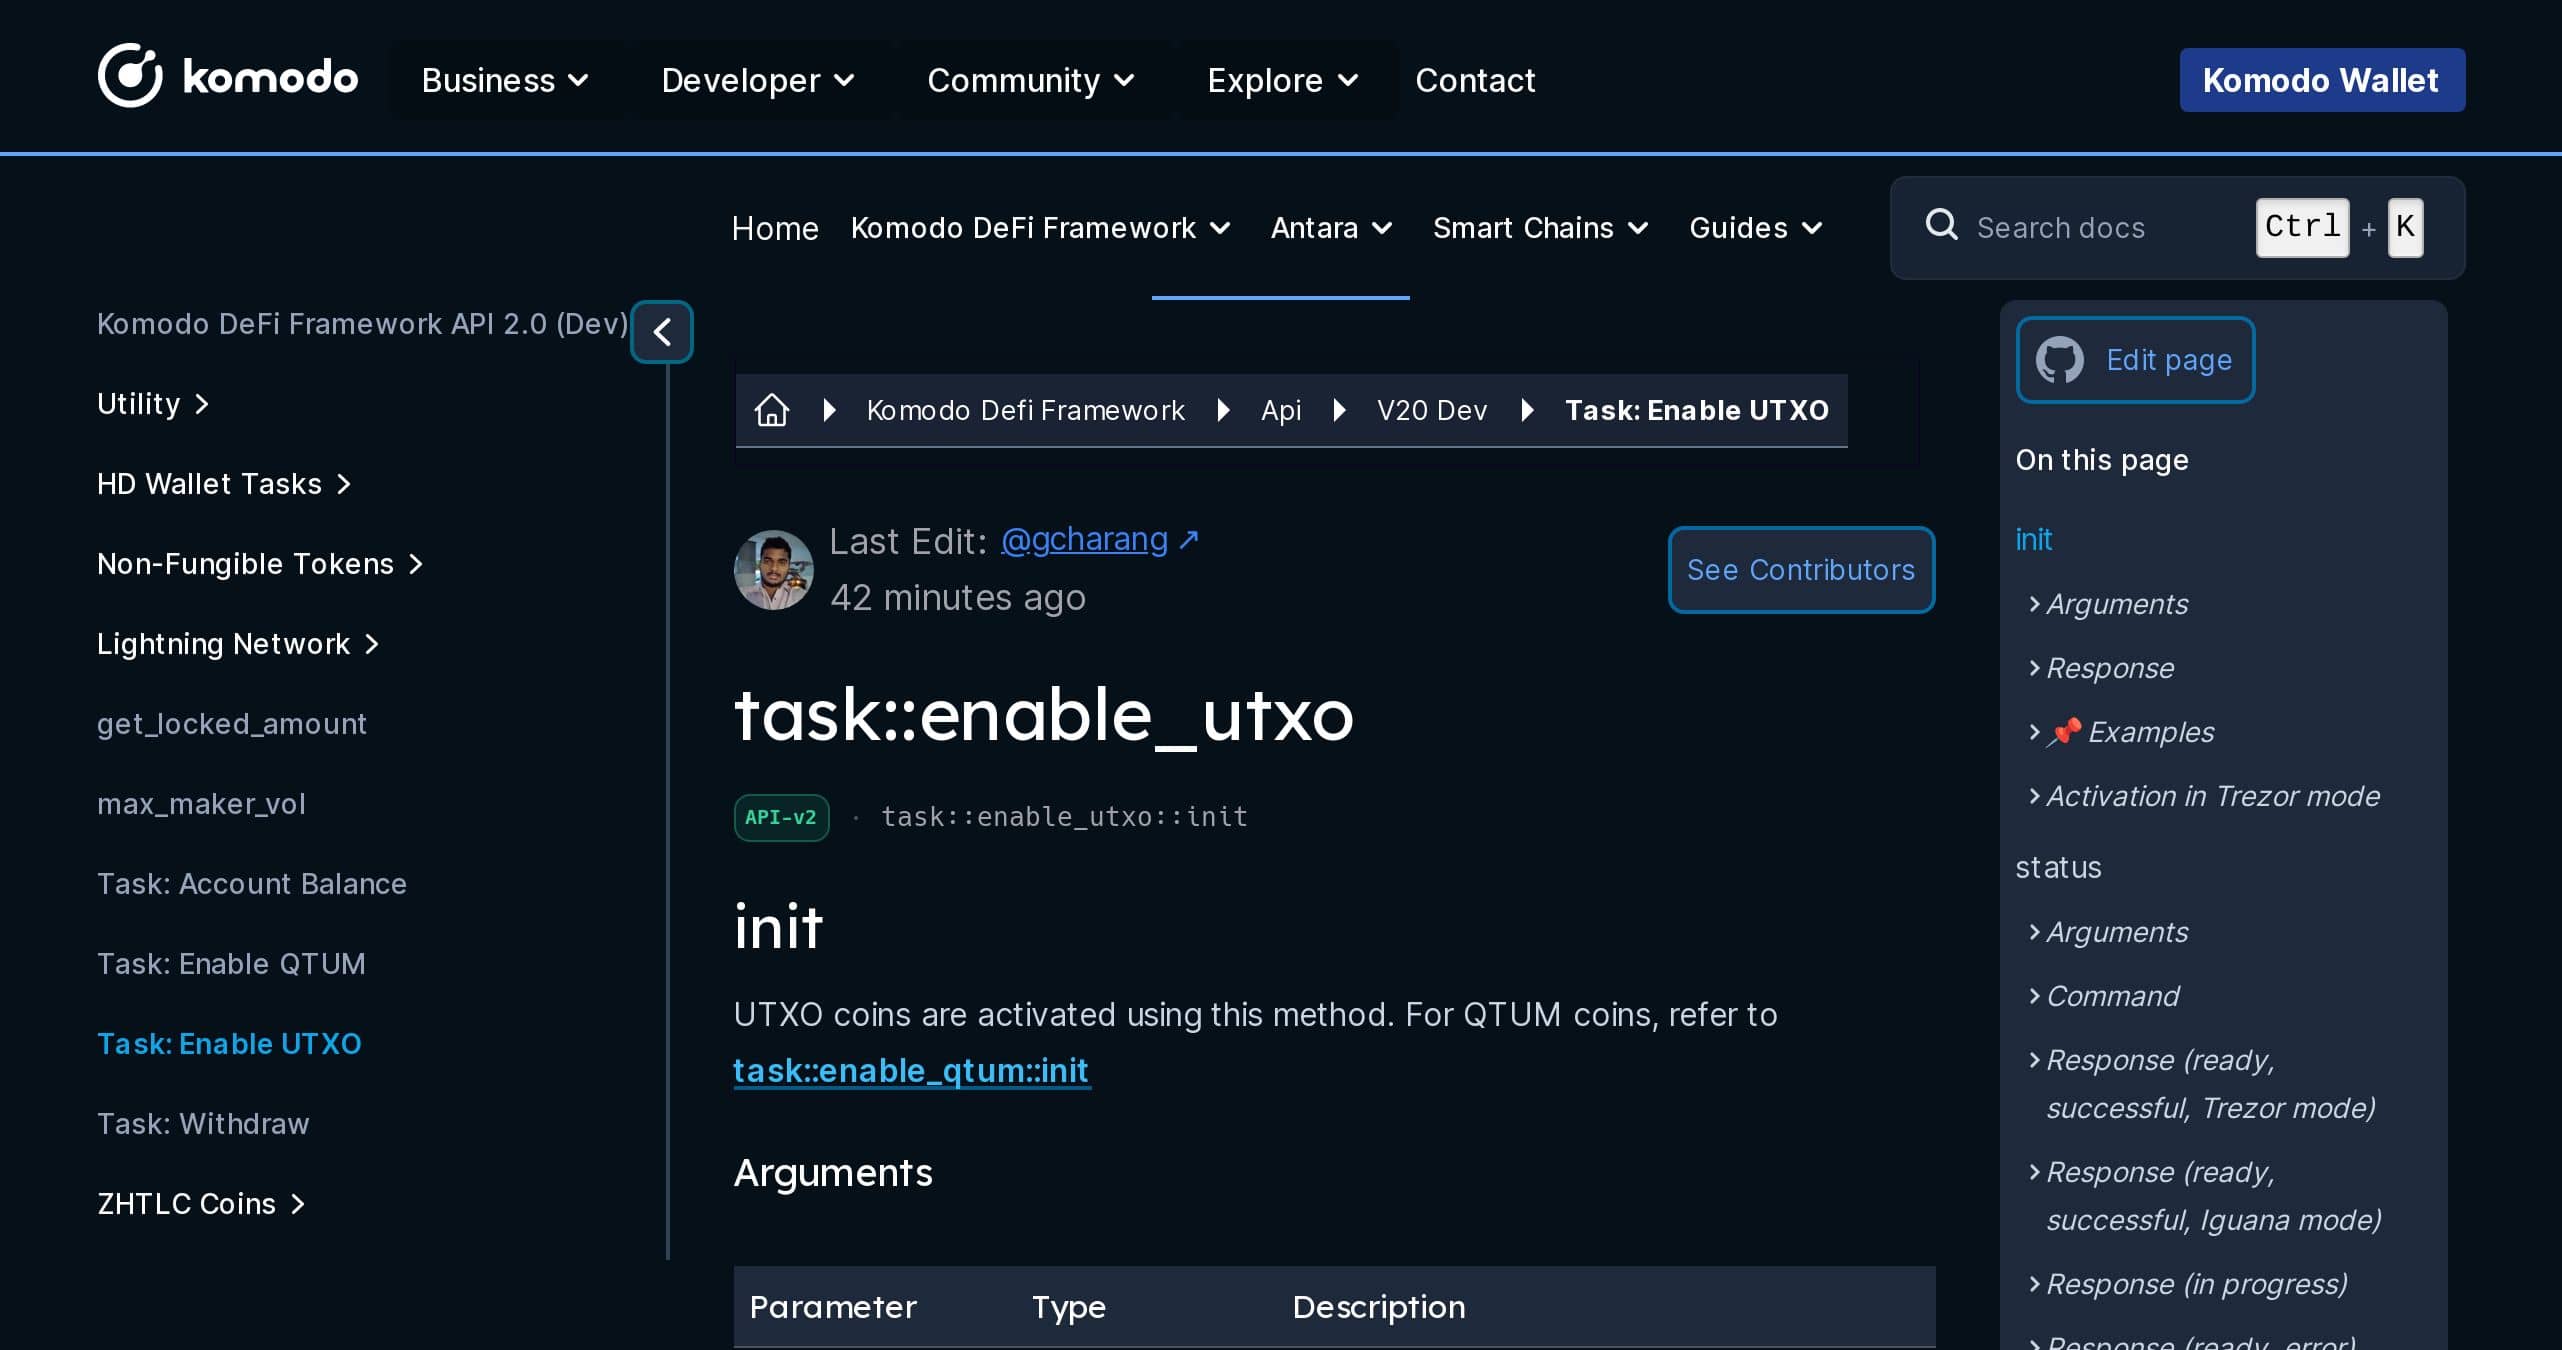 komodo
Business
Developer
Community
Explore
Contact
Komodo Wallet
Home
Komodo DeFi Framework
Antara
Smart Chains
Guides
Search docs
Ctrl + K
Komodo DeFi Framework API 2.0 (Dev)
Utility
HD Wallet Tasks
Non-Fungible Tokens
Lightning Network
get_locked_amount
max_maker_vol
Task: Account Balance
Task: Enable QTUM
Task: Enable UTXO
Task: Withdraw
ZHTLC Coins
Komodo Defi Framework
Api
V20 Dev
Task: Enable UTXO
Last Edit: @gcharang ↗
42 minutes ago
See Contributors
task::enable_utxo
API-v2 · task::enable_utxo::init
init
UTXO coins are activated using this method. For QTUM coins, refer to
task::enable_qtum::init
Arguments
Parameter Type Description
Edit page
On this page
init
Arguments
Response
📌 Examples
Activation in Trezor mode
status
Arguments
Command
Response (ready,
successful, Trezor mode)
Response (ready,
successful, Iguana mode)
Response (in progress)
Response (ready, error)